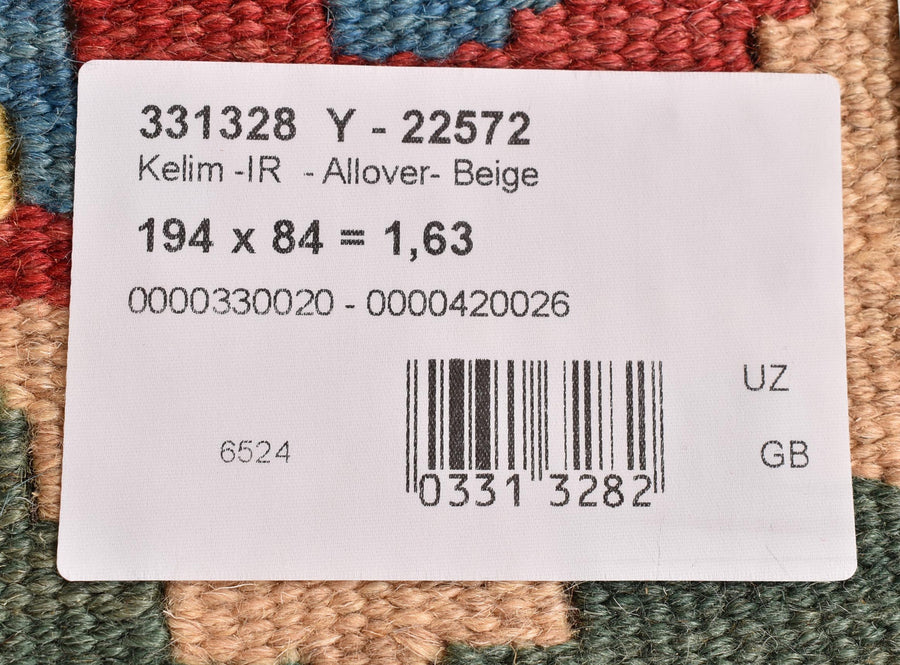 331328 Y - 22572
Kelim -IR - Allover- Beige
194 x 84 = 1,63
0000330020 - 0000420026
UZ
6524
GB
0331 3282